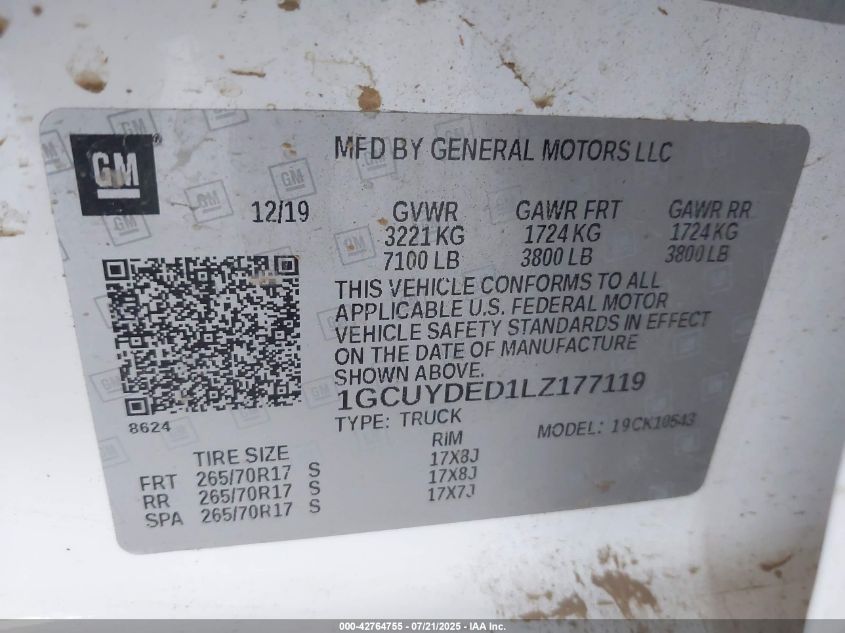 GM
MFD BY GENERAL MOTORS LLC
12/19
GVWR GAWR FRT GAWR RR
3221 KG 1724 KG 1724 KG
7100 LB 3800 LB 3800 LB
THIS VEHICLE CONFORMS TO ALL
APPLICABLE U.S. FEDERAL MOTOR
VEHICLE SAFETY STANDARDS IN EFFECT
ON THE DATE OF MANUFACTURE
SHOWN ABOVE.
1GCUYDED1LZ177119
8624
TYPE: TRUCK
MODEL: 19CK10543
TIRE SIZE RIM
FRT 265/70R17 S 17X8J
RR 265/70R17 S 17X8J
SPA 265/70R17 S 17X7J
000-42764755 - 07/21/2025 - IAA Inc.